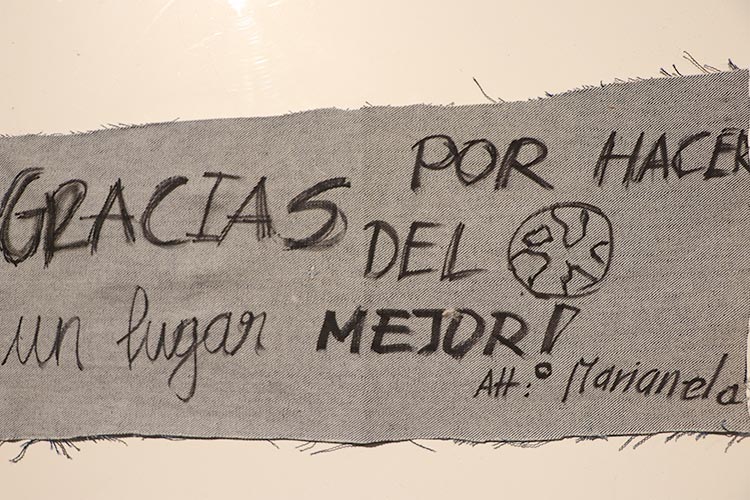 GRACIAS POR HACER
DEL
un lugar MEJOR!
Att: Marianela